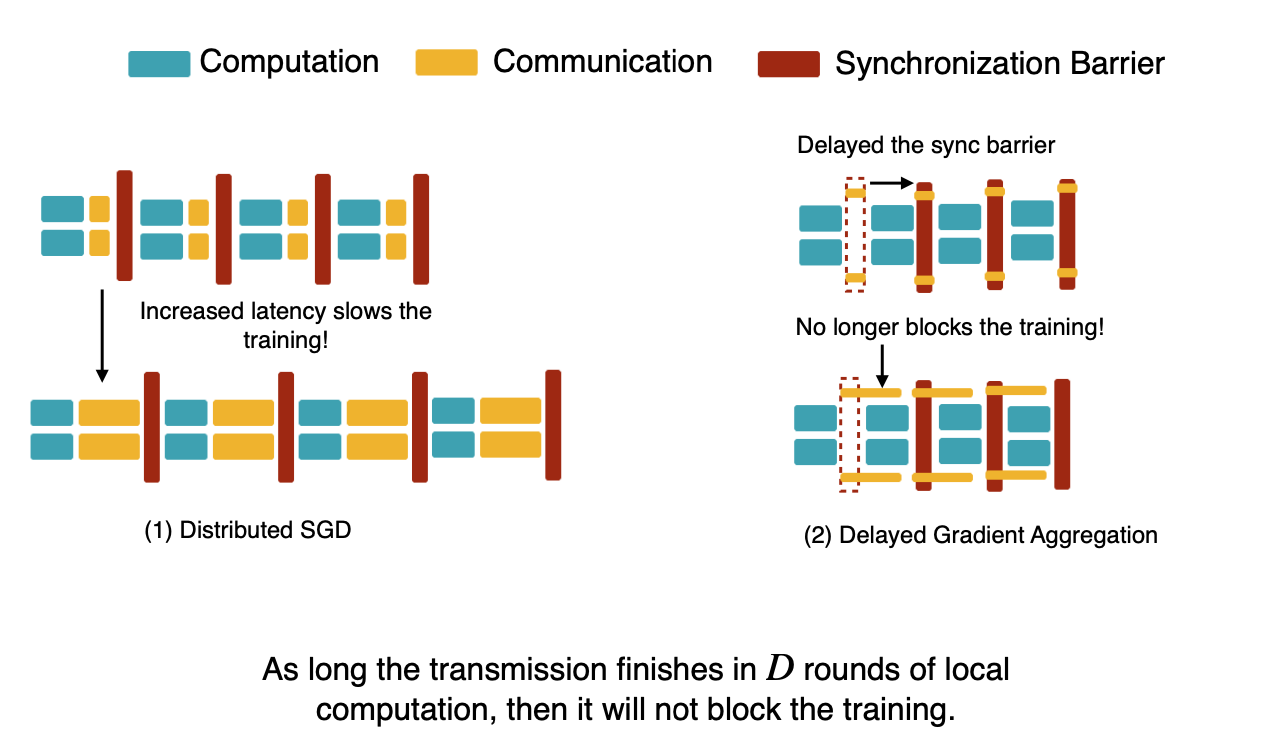 Computation
Communication
Synchronization Barrier
Delayed the sync barrier
Increased latency slows the
training!
No longer blocks the training!
(1) Distributed SGD
(2) Delayed Gradient Aggregation
As long the transmission finishes in D rounds of local
computation, then it will not block the training.